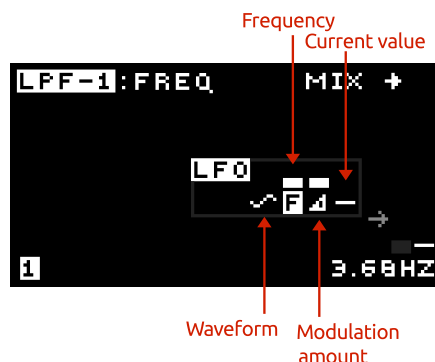 Frequency
Current value
LPF-1:FREQ MIX
LFO
F
1 3.68HZ
Waveform Modulation
amount